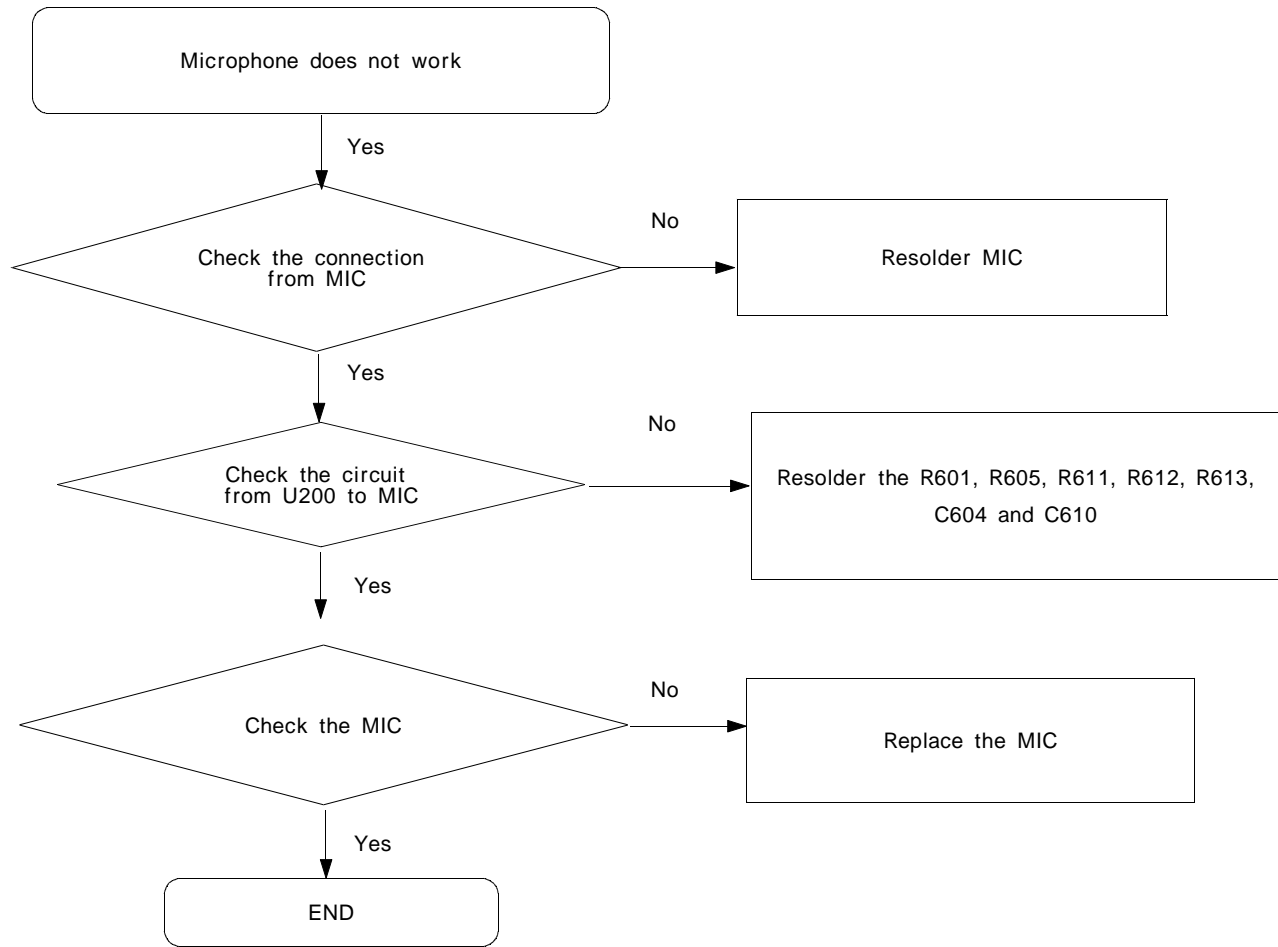 Microphone does not work
Yes
Check the connection
from MIC
No
Resolder MIC
Yes
Check the circuit
from U200 to MIC
No
Resolder the R601, R605, R611, R612, R613,
C604 and C610
Yes
Check the MIC
No
Replace the MIC
Yes
END